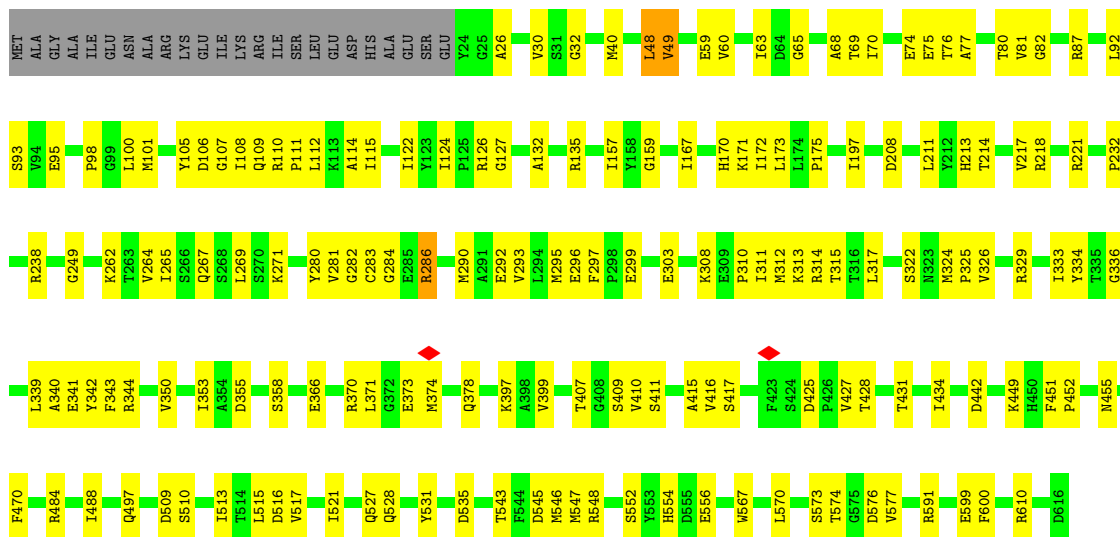 MET ALA GLY ALA ILE GLU ASN ALA ARG LYS GLU ILE LYS ARG ILE SER LEU GLU ASP HIS ALA GLU SER GLU Y24 G25 A26 V30 S31 G32 M40 L48 V49 E59 V60 I63 D64 G65 A68 T69 I70 E74 E75 T76 A77 T80 V81 G82 R87 L92
S93 V94 E95 P98 G99 L100 M101 Y105 D106 G107 I108 Q109 R110 P111 L112 K113 A114 I115 I122 Y123 I124 P125 R126 G127 A132 R135 I157 Y158 G159 I167 H170 K171 I172 L173 L174 P175 I197 D208 L211 Y212 H213 T214 V217 R218 R221 P232
R238 G249 K262 T263 V264 I265 S266 Q267 S268 L269 S270 K271 Y280 V281 G282 C283 G284 E285 R286 M290 A291 E292 V293 L294 M295 E296 F297 P298 E299 E303 K308 E309 P310 I311 M312 K313 R314 T315 T316 L317 S322 N323 M324 P325 V326 R329 I333 Y334 T335 G336
L339 A340 E341 Y342 F343 R344 V350 I353 A354 D355 S358 E366 R370 L371 G372 E373 M374 Q378 K397 A398 V399 T407 G408 S409 V410 S411 A415 V416 S417 F423 S424 D425 P426 V427 T428 T431 I434 D442 K449 H450 F451 P452 N455
F470 R484 I488 Q497 D509 S510 I513 T514 L515 D516 V517 I521 Q527 Q528 Y531 D535 T543 F544 D545 M546 M547 R548 S552 Y553 H554 D555 E556 W567 L570 S573 T574 G575 D576 V577 R591 E599 F600 R610 D616